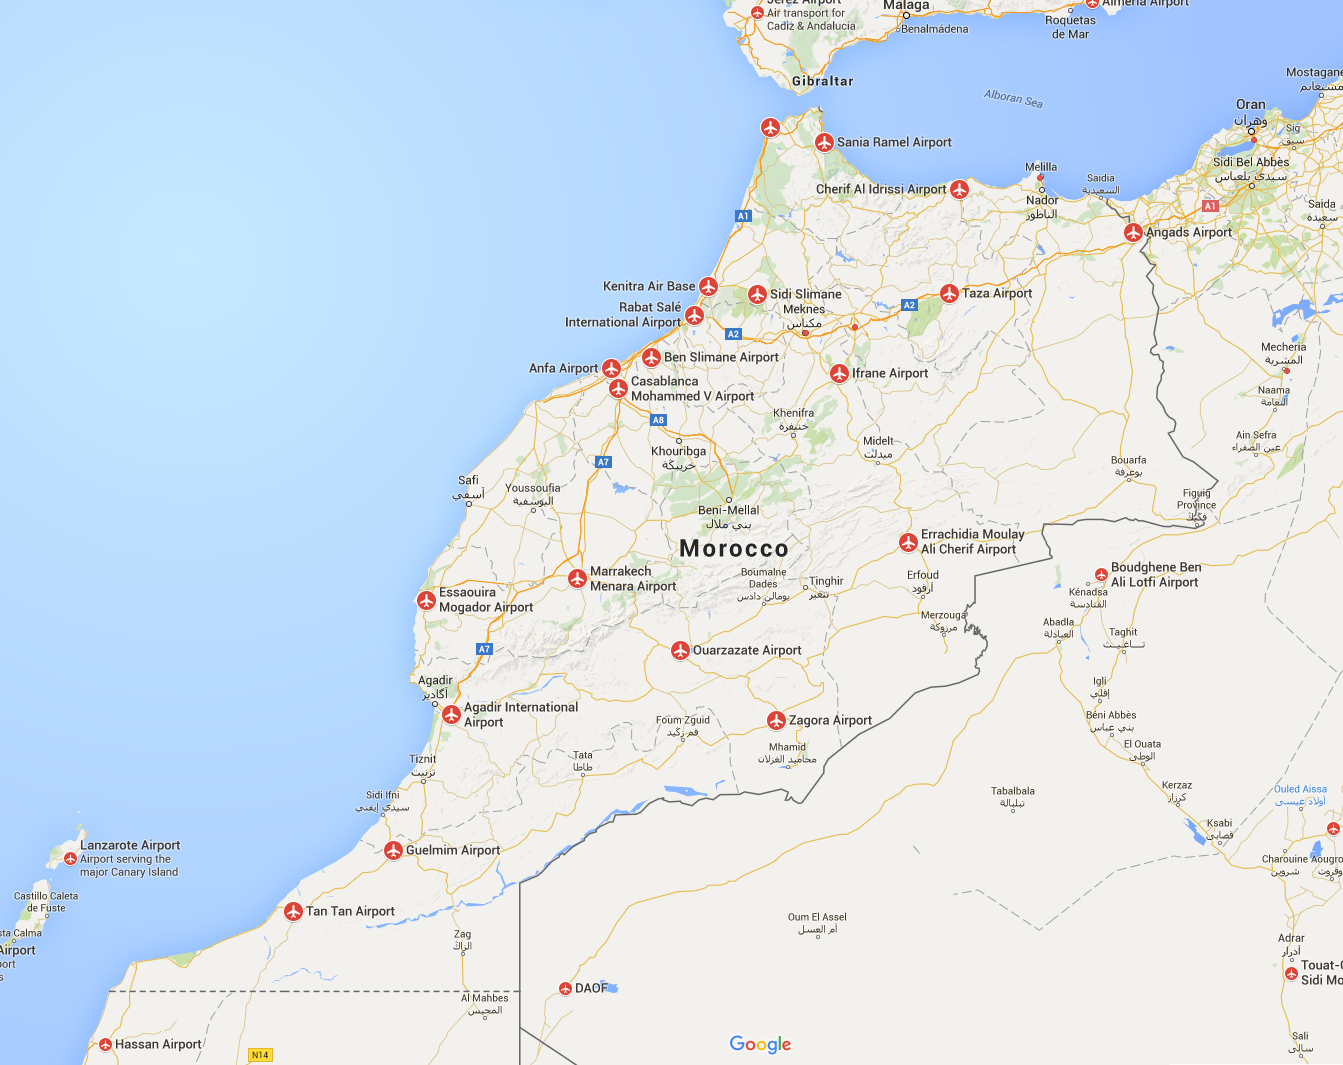 Jerez Airport
Air transport for
Cadiz & Andalucia
Malaga
Benalmádena
Roquetas
de Mar
Almería Airport
Gibraltar
Alboran Sea
Mostagane
مستغانم
Oran
وهران
Sig
سيق
Sania Ramel Airport
Sidi Bel Abbès
سيدي بلعباس
Melilla
Saidia
السعيدية
Cherif Al Idrissi Airport
Nador
الناظور
A1
Saida
سعيدة
A1
Angads Airport
Kenitra Air Base
Sidi Slimane
Taza Airport
Rabat Salé
International Airport
Meknes
مكناس
A2
A2
Mecheria
المشرية
Ben Slimane Airport
Anfa Airport
Casablanca
Mohammed V Airport
Ifrane Airport
Naama
النعامة
A8
Khenifra
خنيفرة
Khouribga
خريبكة
Midelt
ميدلت
Ain Sefra
عين الصفراء
A7
Bouarfa
بوعرفة
Safi
أسفي
Youssoufia
اليوسفية
Figuig
Province
فكيك
Beni-Mellal
بني ملال
Morocco
Errachidia Moulay
Ali Cherif Airport
Marrakech
Menara Airport
Boumalne
Dades
بومالن دادس
Tinghir
تنغير
Erfoud
أرفود
Boudghene Ben
Ali Lotfi Airport
Kénadsa
القنادسة
Essaouira
Mogador Airport
Merzouga
مرزوكة
Abadla
العبادلة
Taghit
تــاغـيــت
A7
Ouarzazate Airport
Agadir
أكادير
Igli
إقلي
Agadir International
Airport
Foum Zguid
فم زكيد
Zagora Airport
Béni Abbès
بني عباس
Mhamid
محاميد الغزلان
El Ouata
الوطى
Tiznit
تزنيت
Tata
طاطا
Sidi Ifni
سيدي إيفني
Tabalbala
تبلبالة
Kerzaz
كرزاز
Ouled Aissa
أولاد عيسى
Ksabi
قصابي
Lanzarote Airport
Airport serving the
major Canary Island
Guelmim Airport
Charouine
شروين
Aougro
وقروت
Castillo Caleta
de Fuste
Tan Tan Airport
Oum El Assel
أم العسل
sta Calma
Airport
port
s
Zag
الزاك
Adrar
أدرار
Touat-C
Sidi Mo
DAOF
Al Mahbes
المحبس
Hassan Airport
N14
Google
Sali
سالي